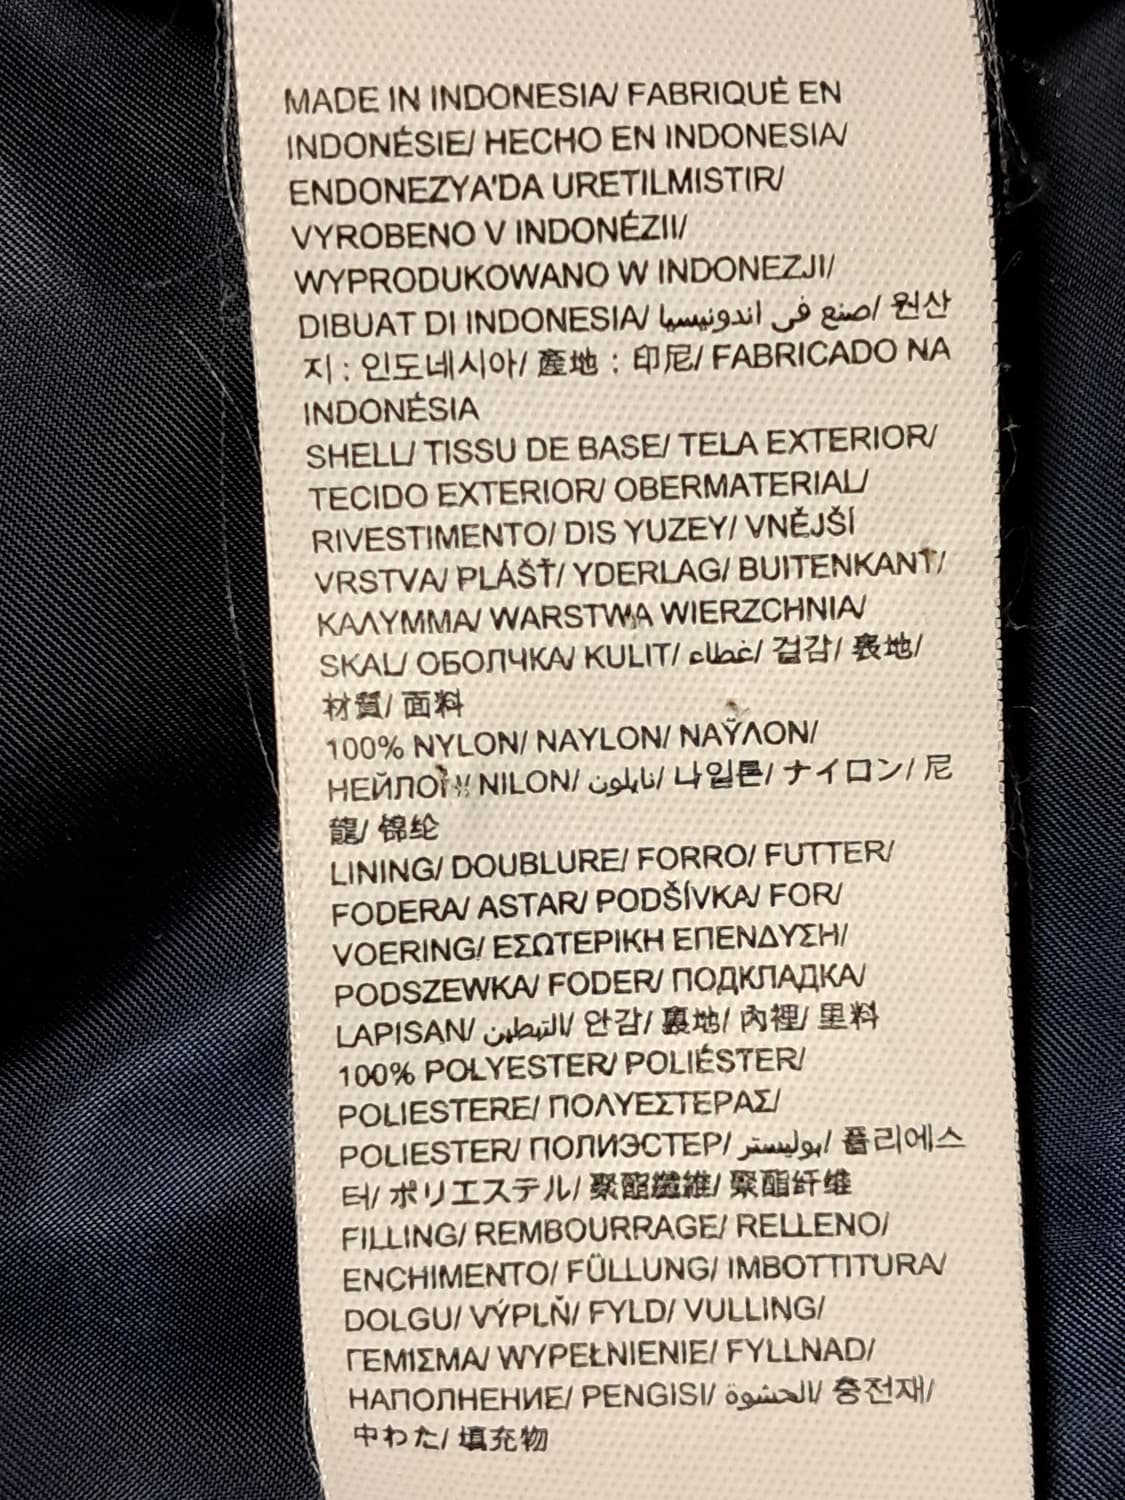 MADE IN INDONESIA/ FABRIQUÉ EN
INDONÉSIE/ HECHO EN INDONESIA/
ENDONEZYA'DA URETILMISTIR/
VYROBENO V INDONÉZII/
WYPRODUKOWANO W INDONEZJI/
DIBUAT DI INDONESIA/ صنع في اندونيسيا/ 원산
지 : 인도네시아/ 產地 : 印尼/ FABRICADO NA
INDONÉSIA
SHELL/ TISSU DE BASE/ TELA EXTERIOR/
TECIDO EXTERIOR/ OBERMATERIAL/
RIVESTIMENTO/ DIS YUZEY/ VNĚJŠÍ
VRSTVA/ PLÁŠŤ/ YDERLAG/ BUITENKANT/
ΚΑΛΥΜΜΑ/ WARSTWA WIERZCHNIA/
SKAL/ ОБОЛЧКА/ KULIT/ غطاء/ 겉감/ 表地/
材質/ 面料
100% NYLON/ NAYLON/ ΝΑΫΛΟΝ/
НЕЙЛОН/ NILON/ نايلون/ 나일론/ ナイロン/ 尼
龍/ 锦纶
LINING/ DOUBLURE/ FORRO/ FUTTER/
FODERA/ ASTAR/ PODŠÍVKA/ FOR/
VOERING/ ΕΣΩΤΕΡΙΚΗ ΕΠΕΝΔΥΣΗ/
PODSZEWKA/ FODER/ ПОДКЛАДКА/
LAPISAN/ التبطين/ 안감/ 裏地/ 內裡/ 里料
100% POLYESTER/ POLIÉSTER/
POLIESTERE/ ΠΟΛΥΕΣΤΕΡΑΣ/
POLIESTER/ ПОЛИЭСТЕР/ بوليستر/ 폴리에스
터/ ポリエステル/ 聚酯纖維/ 聚酯纤维
FILLING/ REMBOURRAGE/ RELLENO/
ENCHIMENTO/ FÜLLUNG/ IMBOTTITURA/
DOLGU/ VÝPLŇ/ FYLD/ VULLING/
ΓΕΜΙΣΜΑ/ WYPEŁNIENIE/ FYLLNAD/
НАПОЛНЕНИЕ/ PENGISI/ الحشوة/ 충전재/
中わた/ 填充物